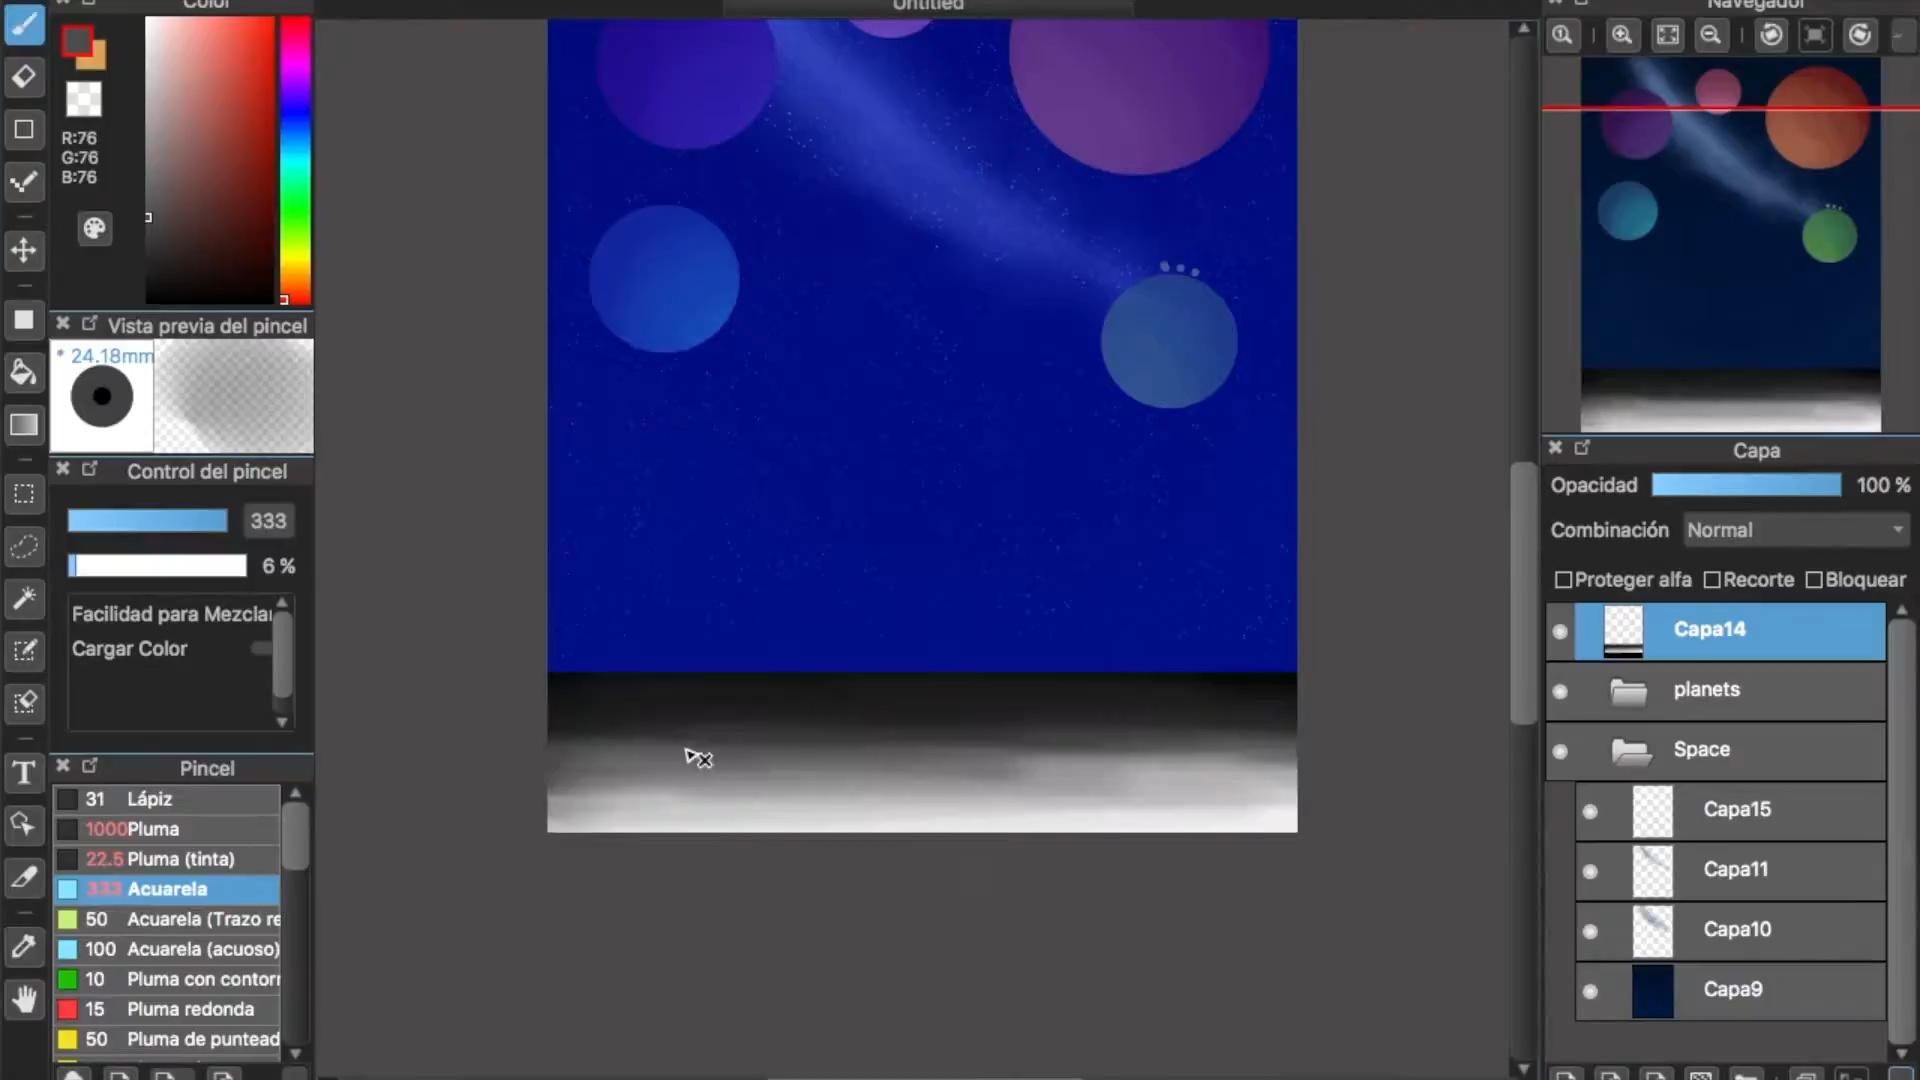 Color
Untitled
Navegador
R:76
G:76
B:76
Vista previa del pincel
* 24.18mm
Control del pincel
333
6 %
Facilidad para Mezclar
Cargar Color
Pincel
31 Lápiz
1000 Pluma
22.5 Pluma (tinta)
333 Acuarela
50 Acuarela (Trazo re
100 Acuarela (acuoso)
10 Pluma con contorn
15 Pluma redonda
50 Pluma de puntead
T
Capa
Opacidad 100 %
Combinación Normal
Proteger alfa Recorte Bloquear
Capa14
planets
Space
Capa15
Capa11
Capa10
Capa9